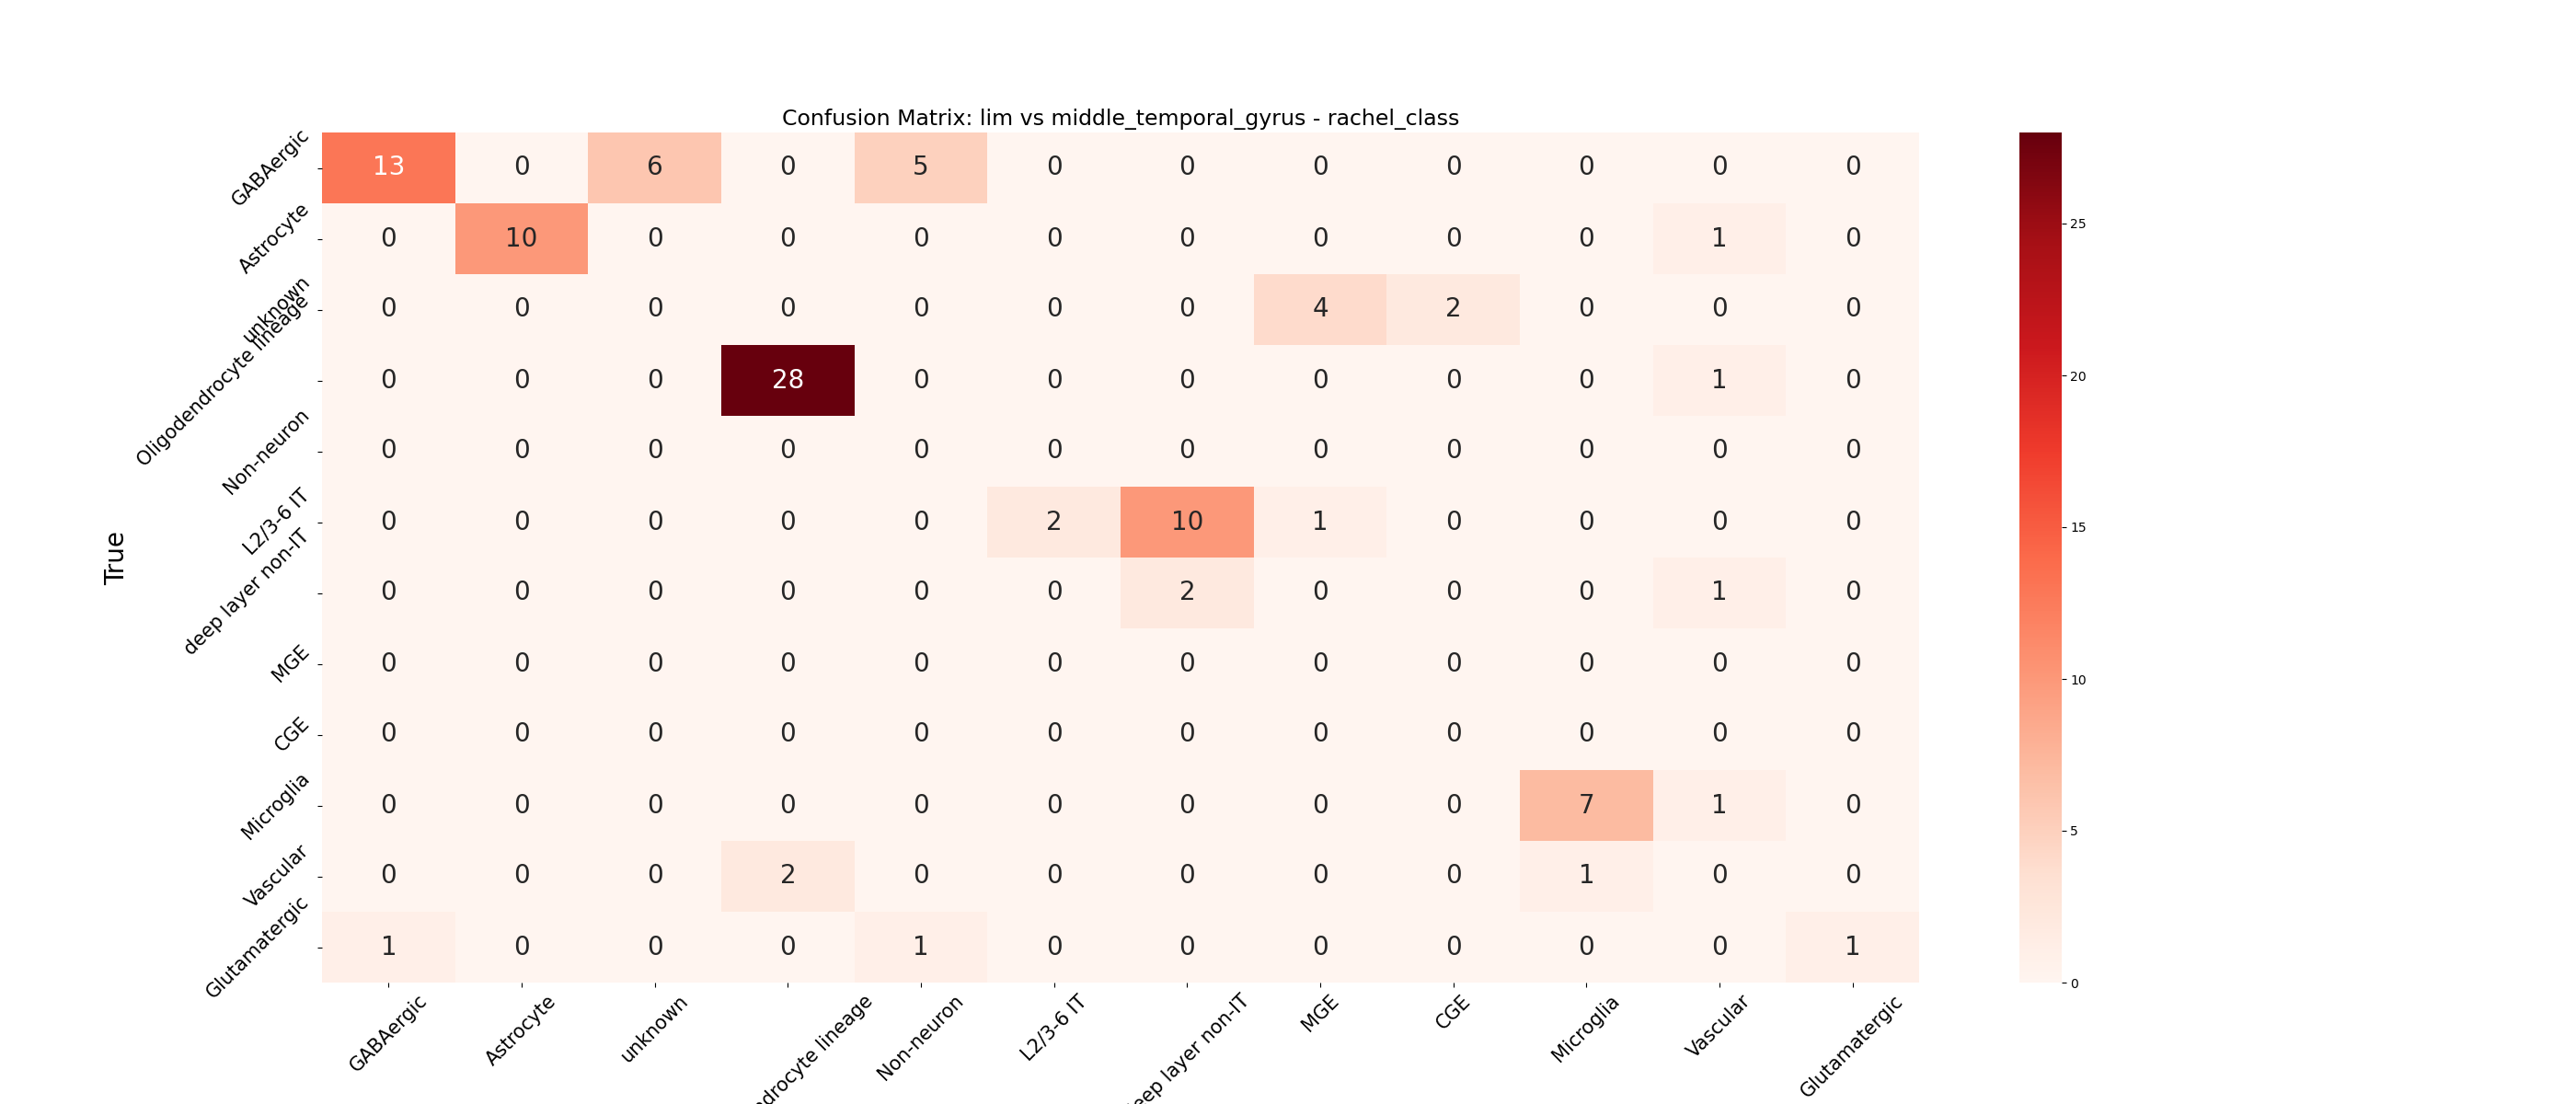 Confusion Matrix: lim vs middle_temporal_gyrus - rachel_class
True
GABAergic 13 0 6 0 5 0 0 0 0 0 0 0
Astrocyte 0 10 0 0 0 0 0 0 0 0 1 0
unknown 0 0 0 0 0 0 0 4 2 0 0 0
Oligodendrocyte lineage 0 0 0 28 0 0 0 0 0 0 1 0
Non-neuron 0 0 0 0 0 0 0 0 0 0 0 0
L2/3-6 IT 0 0 0 0 0 2 10 1 0 0 0 0
deep layer non-IT 0 0 0 0 0 0 2 0 0 0 1 0
MGE 0 0 0 0 0 0 0 0 0 0 0 0
CGE 0 0 0 0 0 0 0 0 0 0 0 0
Microglia 0 0 0 0 0 0 0 0 0 7 1 0
Vascular 0 0 0 2 0 0 0 0 0 1 0 0
Glutamatergic 1 0 0 0 1 0 0 0 0 0 0 1
GABAergic
Astrocyte
unknown
ndrocyte lineage
Non-neuron
L2/3-6 IT
eep layer non-IT
MGE
CGE
Microglia
Vascular
Glutamatergic
25
20
15
10
5
0